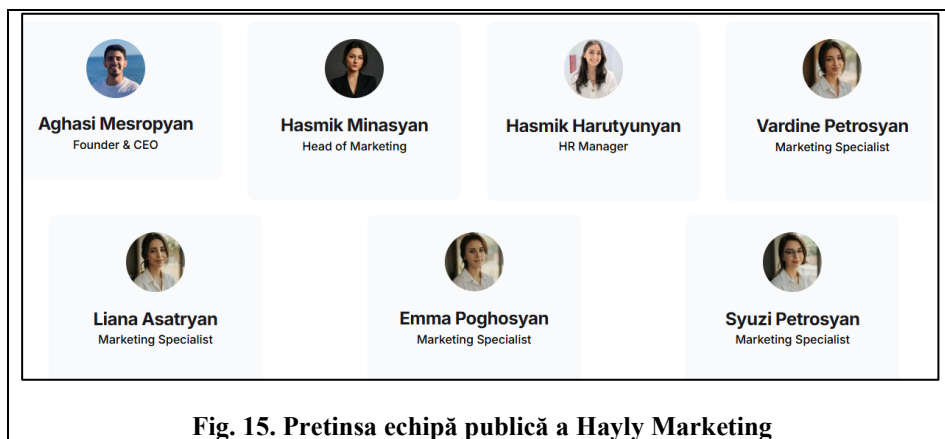 Aghasi Mesropyan
Founder & CEO
Hasmik Minasyan
Head of Marketing
Hasmik Harutyunyan
HR Manager
Vardine Petrosyan
Marketing Specialist
Liana Asatryan
Marketing Specialist
Emma Poghosyan
Marketing Specialist
Syuzi Petrosyan
Marketing Specialist
Fig. 15. Pretinsa echipă publică a Hayly Marketing